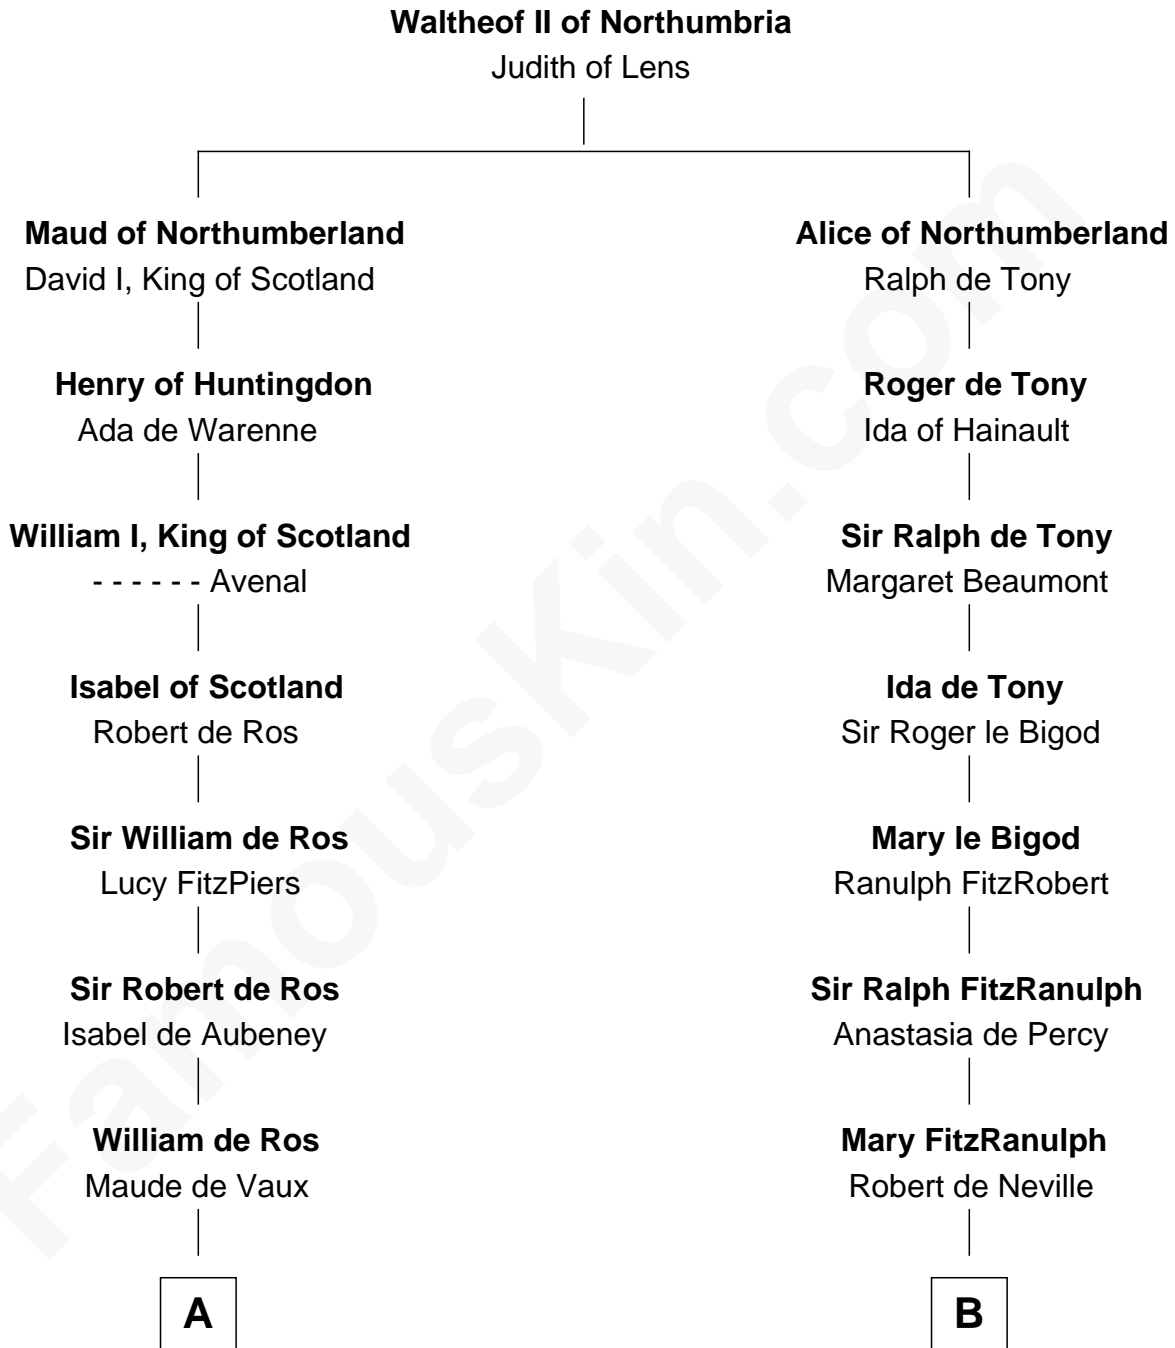 Waltheof II of Northumbria
Judith of Lens
Maud of Northumberland
David I, King of Scotland
Henry of Huntingdon
Ada de Warenne
William I, King of Scotland
- - - - - - Avenal
Isabel of Scotland
Robert de Ros
Sir William de Ros
Lucy FitzPiers
Sir Robert de Ros
Isabel de Aubeney
William de Ros
Maude de Vaux
A
Alice of Northumberland
Ralph de Tony
Roger de Tony
Ida of Hainault
Sir Ralph de Tony
Margaret Beaumont
Ida de Tony
Sir Roger le Bigod
Mary le Bigod
Ranulph FitzRobert
Sir Ralph FitzRanulph
Anastasia de Percy
Mary FitzRanulph
Robert de Neville
B
FamousKin.com